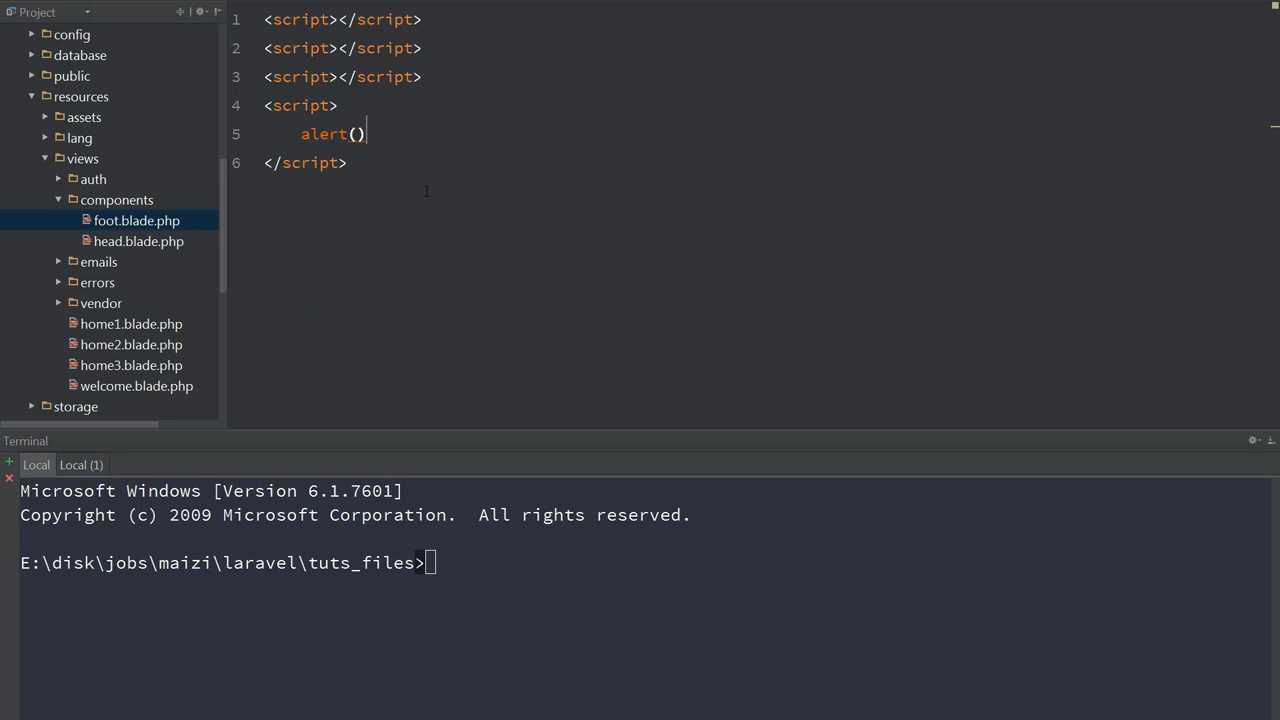 Project
config
database
public
resources
assets
lang
views
auth
components
foot.blade.php
head.blade.php
emails
errors
vendor
home1.blade.php
home2.blade.php
home3.blade.php
welcome.blade.php
storage
1 <script></script>
2 <script></script>
3 <script></script>
4 <script>
5 alert()
6 </script>
Terminal
Local Local (1)
Microsoft Windows [Version 6.1.7601]
Copyright (c) 2009 Microsoft Corporation. All rights reserved.
E:\disk\jobs\maizi\laravel\tuts_files>